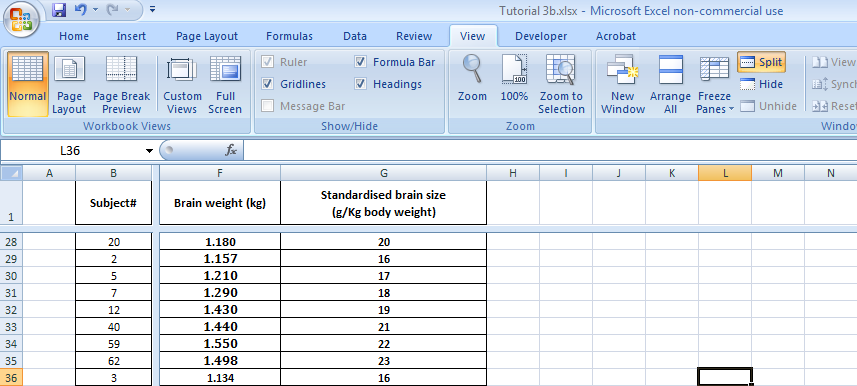 Tutorial 3b.xlsx - Microsoft Excel non-commercial use
Home Insert Page Layout Formulas Data Review View Developer Acrobat
Normal
Page Layout
Page Break Preview
Custom Views
Full Screen
Workbook Views
Ruler
Gridlines
Message Bar
Formula Bar
Headings
Show/Hide
Zoom
100%
Zoom to Selection
Zoom
New Window
Arrange All
Freeze Panes
Split
Hide
Unhide
View
Synch
Reset
Windo
L36 fx
A B F G H I J K L M N
1 Subject# Brain weight (kg) Standardised brain size
(g/Kg body weight)
28 20 1.180 20
29 2 1.157 16
30 5 1.210 17
31 7 1.290 18
32 12 1.430 19
33 40 1.440 21
34 59 1.550 22
35 62 1.498 23
36 3 1.134 16